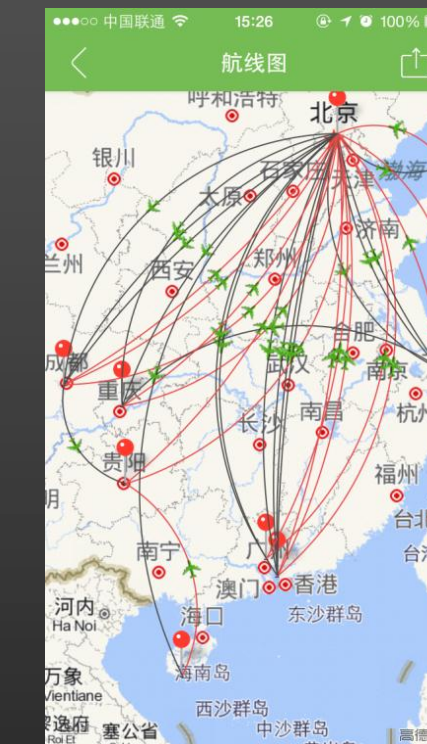 ●●●○○ 中国联通 15:26 100%
航线图
呼和浩特
北京
银川
石家庄
天津
渤海
太原
济南
兰州
西安
郑州
成都
合肥
南京
重庆
武汉
杭州
长沙
南昌
贵阳
福州
台北
南宁
广州
台湾
澳门
香港
河内
Ha Noi
海口
东沙群岛
万象
Vientiane
海南岛
西沙群岛
塞公省
中沙群岛
高德